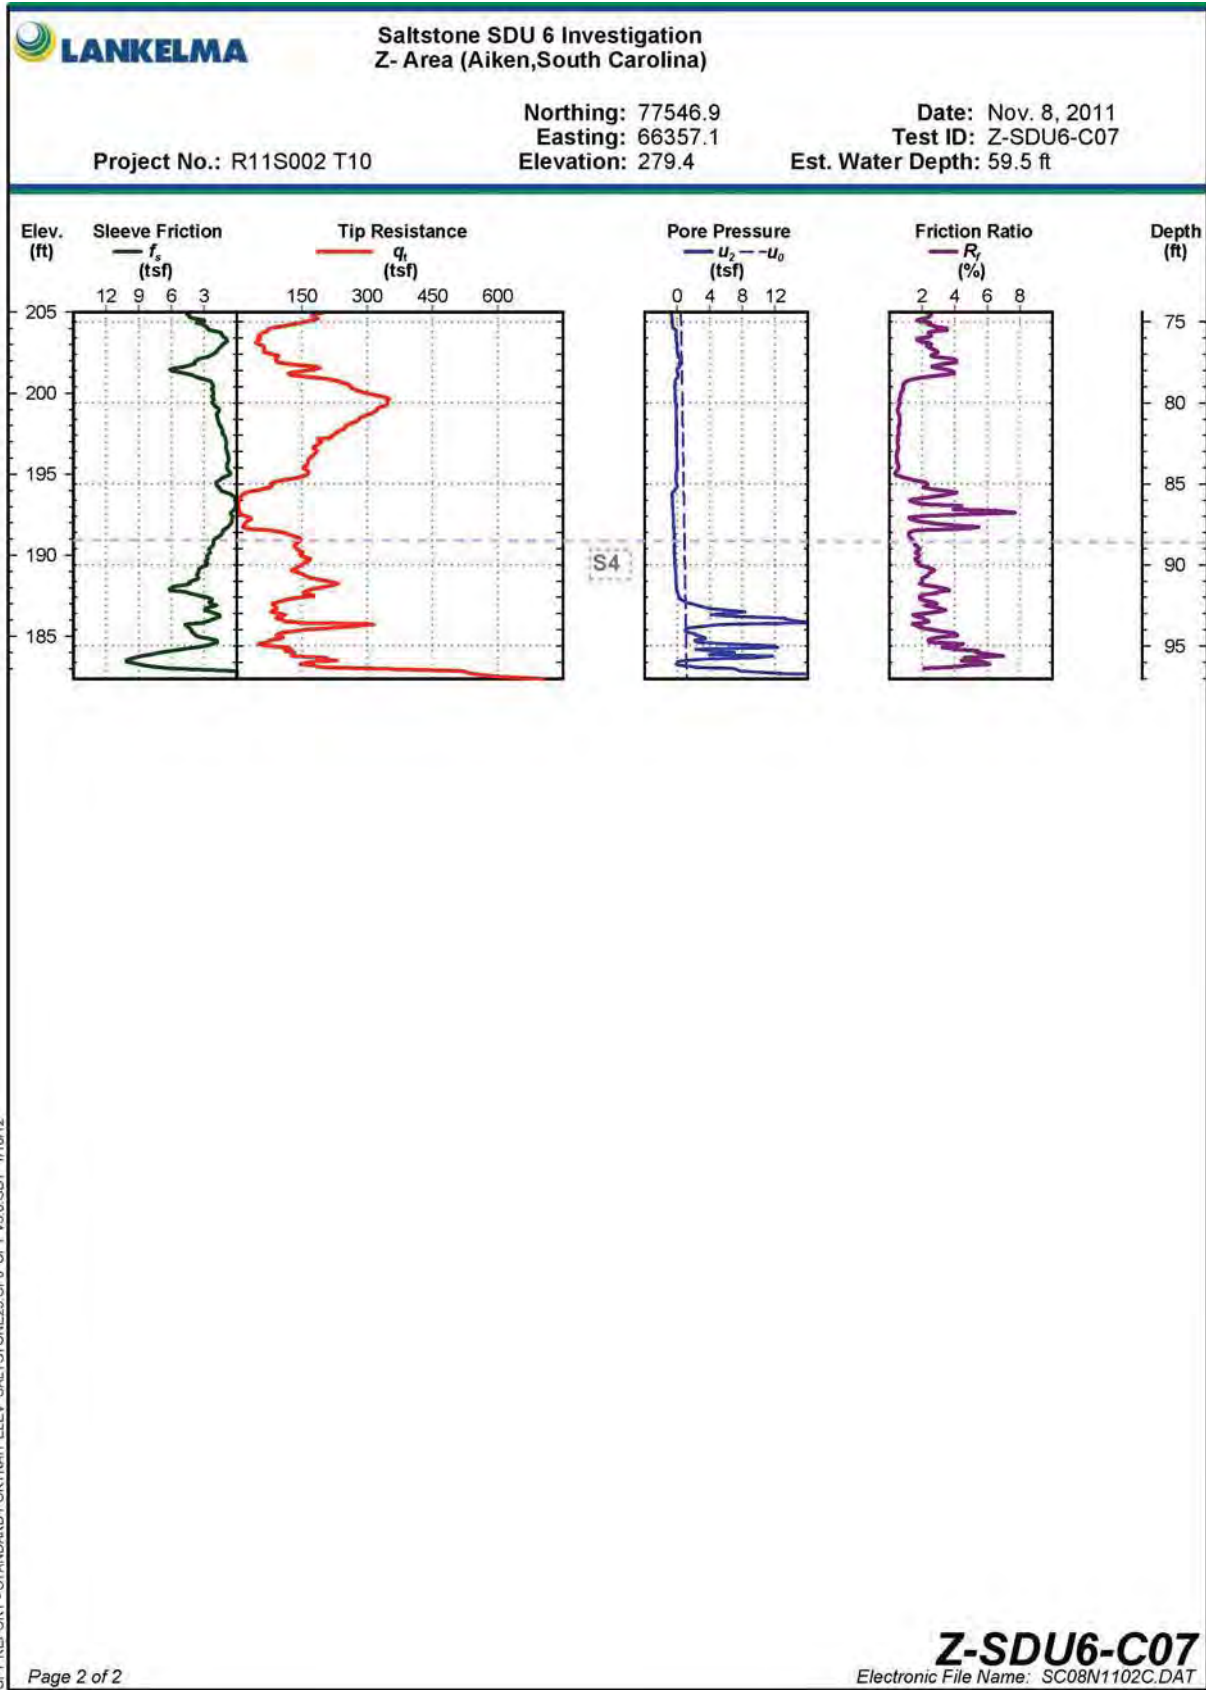 LANKELMA
Saltstone SDU 6 Investigation
Z- Area (Aiken,South Carolina)
Northing: 77546.9
Date: Nov. 8, 2011
Easting: 66357.1
Test ID: Z-SDU6-C07
Project No.: R11S002 T10
Elevation: 279.4
Est. Water Depth: 59.5 ft
Elev. (ft)
Sleeve Friction
fs
(tsf)
Tip Resistance
qt
(tsf)
Pore Pressure
u2 u0
(tsf)
Friction Ratio
Rf
(%)
Depth (ft)
12 9 6 3
150 300 450 600
0 4 8 12
2 4 6 8
205
200
195
190
185
S4
75
80
85
90
95
Z-SDU6-C07
Page 2 of 2
Electronic File Name: SC08N1102C.DAT